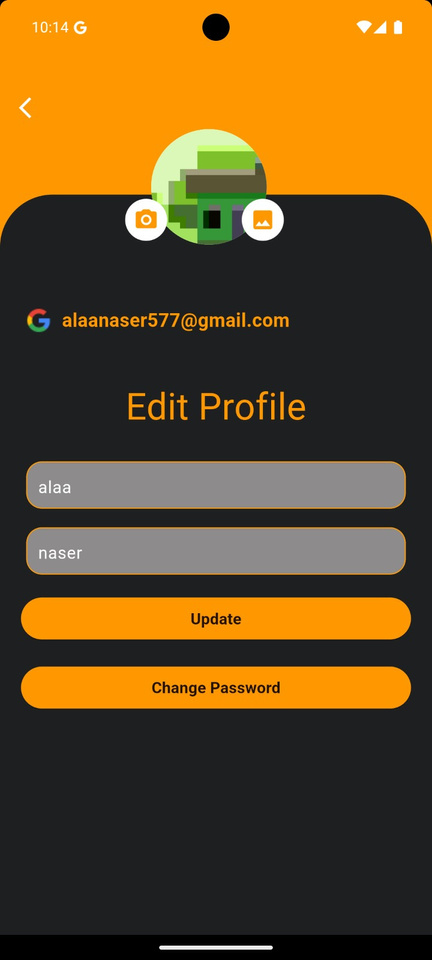 10:14 G
alaanaser577@gmail.com
Edit Profile
alaa
naser
Update
Change Password